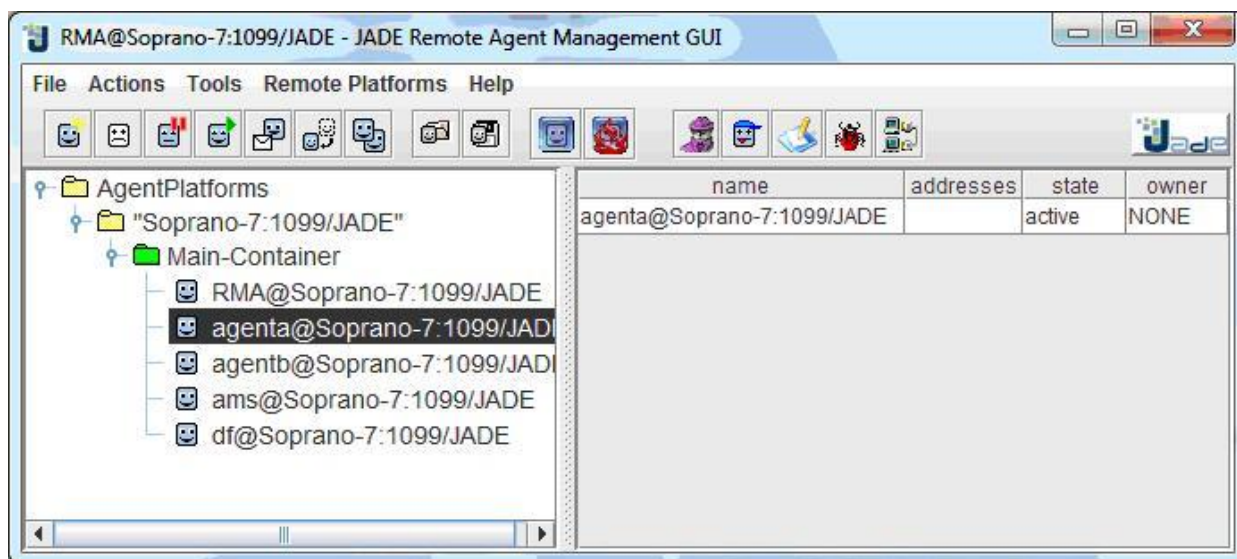 RMA@Soprano-7:1099/JADE - JADE Remote Agent Management GUI
File Actions Tools Remote Platforms Help
Jade
AgentPlatforms
"Soprano-7:1099/JADE"
Main-Container
RMA@Soprano-7:1099/JADE
agenta@Soprano-7:1099/JAD
agentb@Soprano-7:1099/JAD
ams@Soprano-7:1099/JADE
df@Soprano-7:1099/JADE
name addresses state owner
agenta@Soprano-7:1099/JADE active NONE